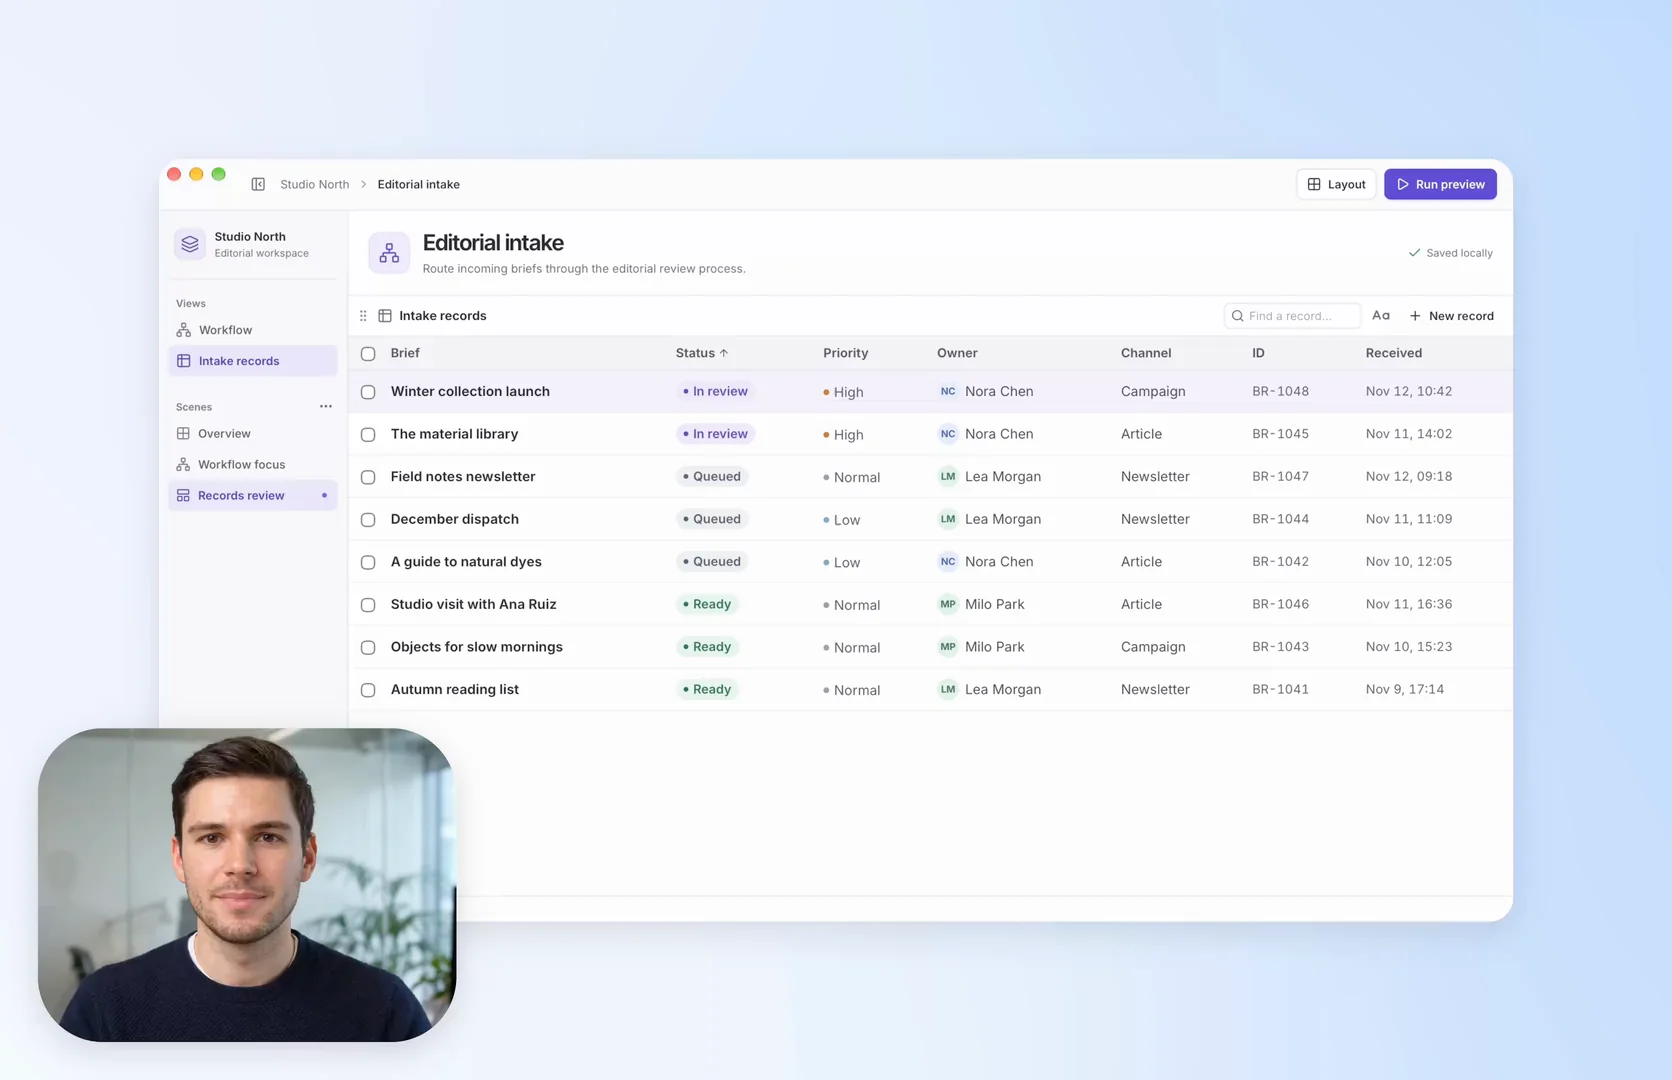 Studio North > Editorial intake
Layout
Run preview
Studio North
Editorial workspace
Views
Workflow
Intake records
Scenes
Overview
Workflow focus
Records review
Editorial intake
Route incoming briefs through the editorial review process.
Saved locally
Intake records
Find a record...
Aa
New record
Brief Status ↑ Priority Owner Channel ID Received
Winter collection launch In review High NC Nora Chen Campaign BR-1048 Nov 12, 10:42
The material library In review High NC Nora Chen Article BR-1045 Nov 11, 14:02
Field notes newsletter Queued Normal LM Lea Morgan Newsletter BR-1047 Nov 12, 09:18
December dispatch Queued Low LM Lea Morgan Newsletter BR-1044 Nov 11, 11:09
A guide to natural dyes Queued Low NC Nora Chen Article BR-1042 Nov 10, 12:05
Studio visit with Ana Ruiz Ready Normal MP Milo Park Article BR-1046 Nov 11, 16:36
Objects for slow mornings Ready Normal MP Milo Park Campaign BR-1043 Nov 10, 15:23
Autumn reading list Ready Normal LM Lea Morgan Newsletter BR-1041 Nov 9, 17:14